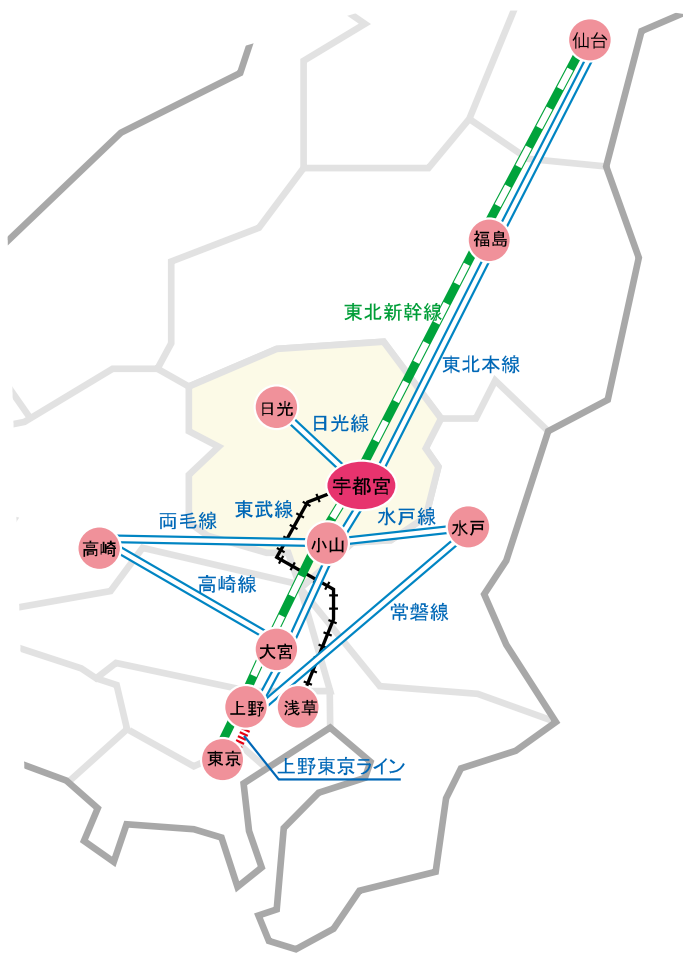 仙台
福島
東北新幹線
東北本線
日光
日光線
宇都宮
東武線
水戸線
両毛線
水戸
小山
高崎
高崎線
常磐線
大宮
上野
浅草
東京
上野東京ライン